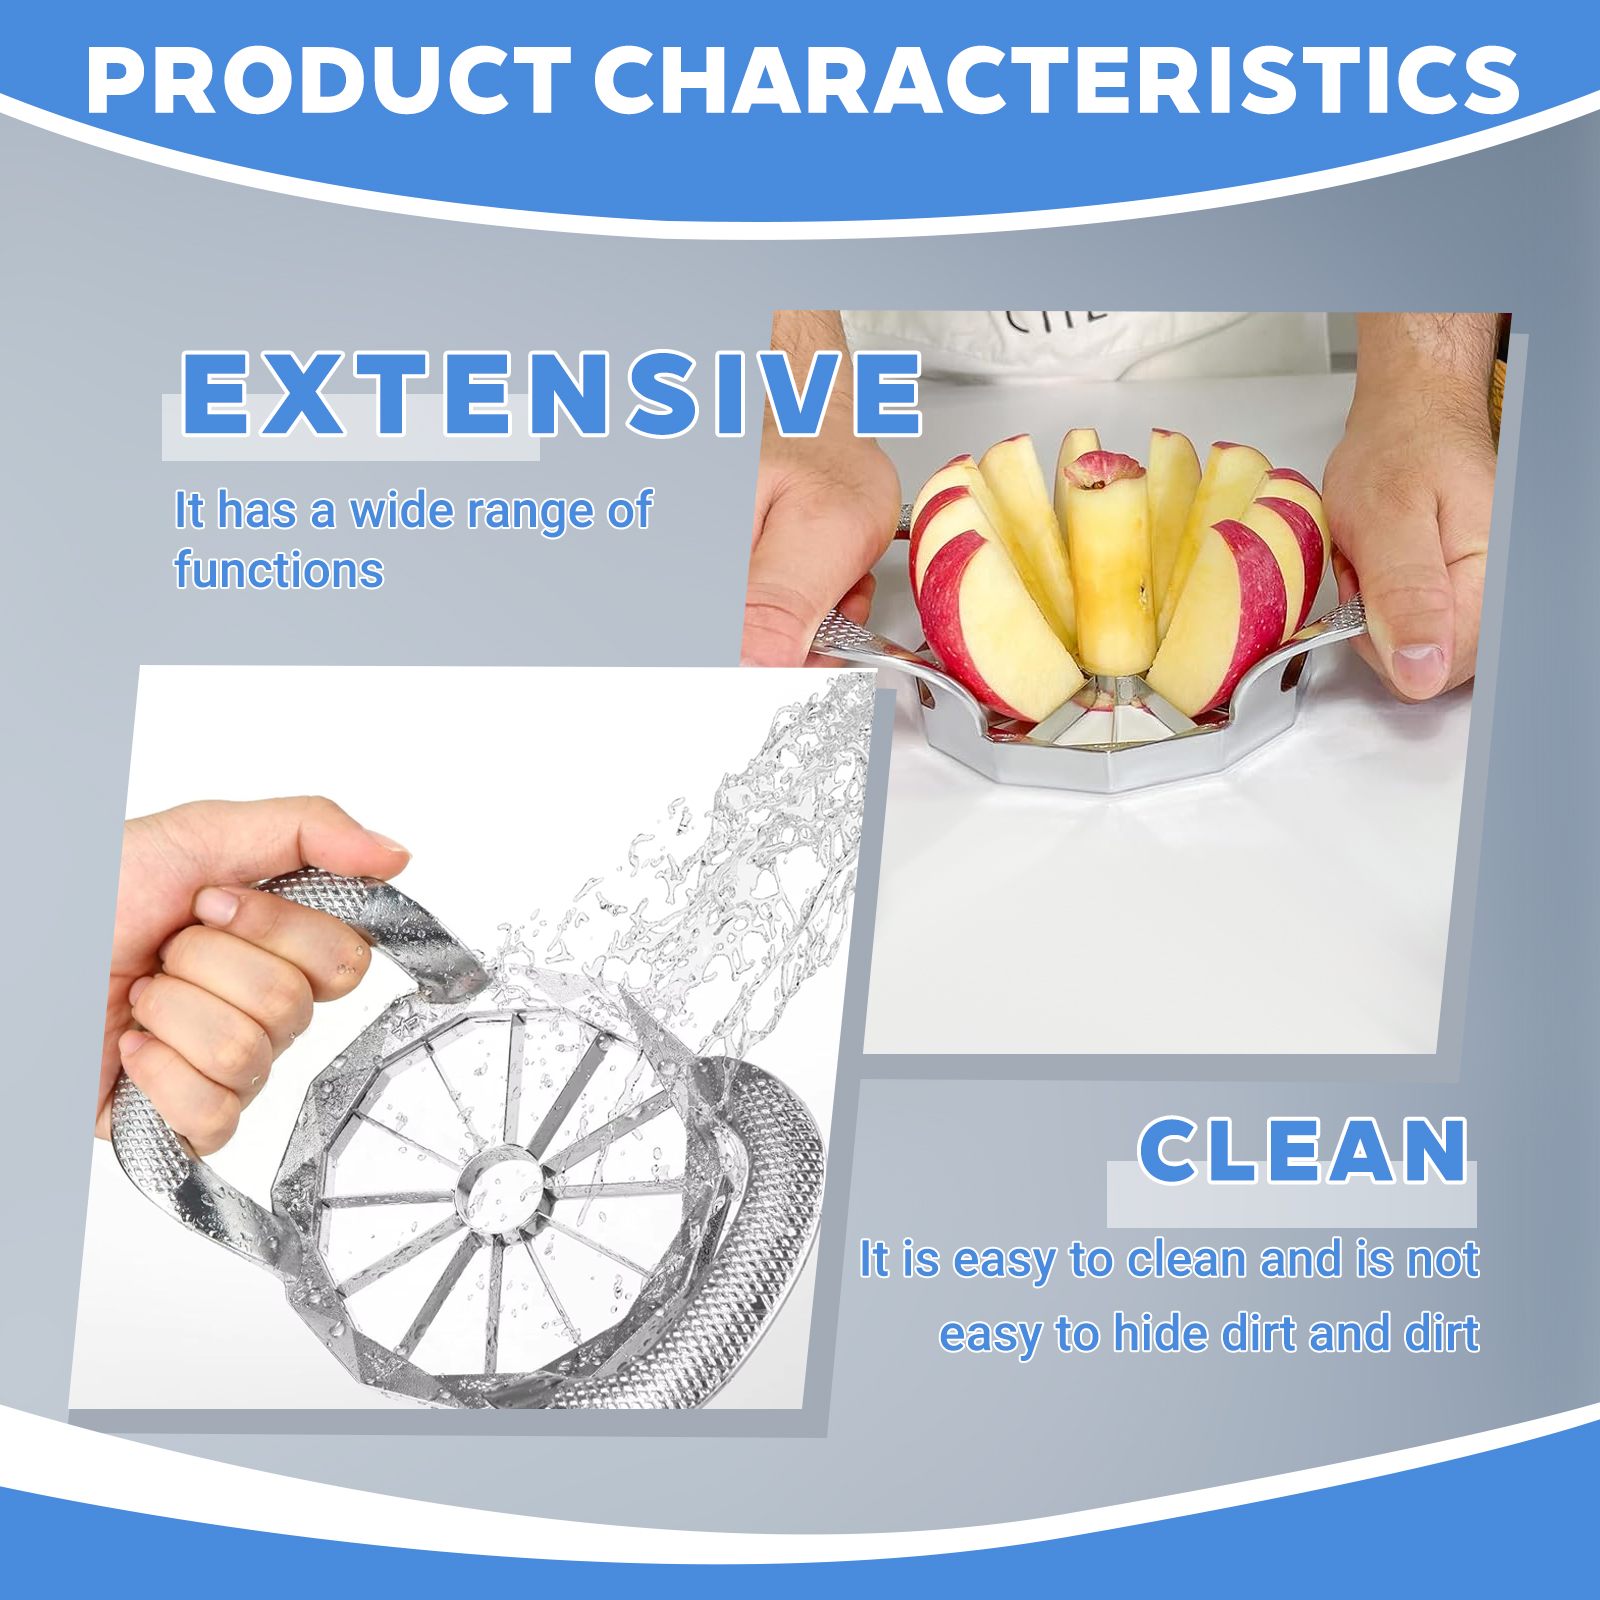 PRODUCT CHARACTERISTICS
EXTENSIVE
It has a wide range of
functions
CLEAN
It is easy to clean and is not
easy to hide dirt and dirt